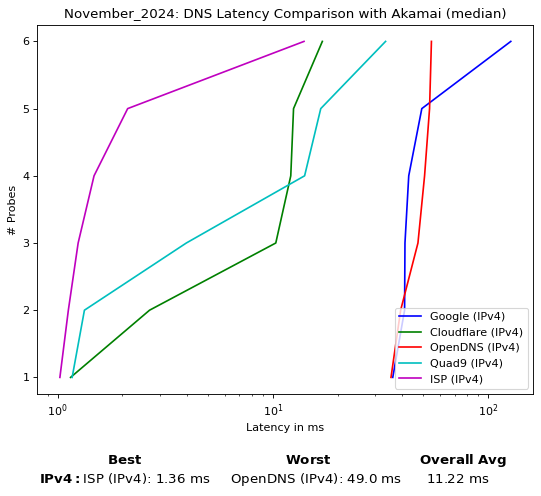 November_2024: DNS Latency Comparison with Akamai (median)
6
5
4
3
2
1
# Probes
Google (IPv4)
Cloudflare (IPv4)
OpenDNS (IPv4)
Quad9 (IPv4)
ISP (IPv4)
10⁰ 10¹ 10²
Latency in ms
Best Worst Overall Avg
IPv4: ISP (IPv4): 1.36 ms OpenDNS (IPv4): 49.0 ms 11.22 ms